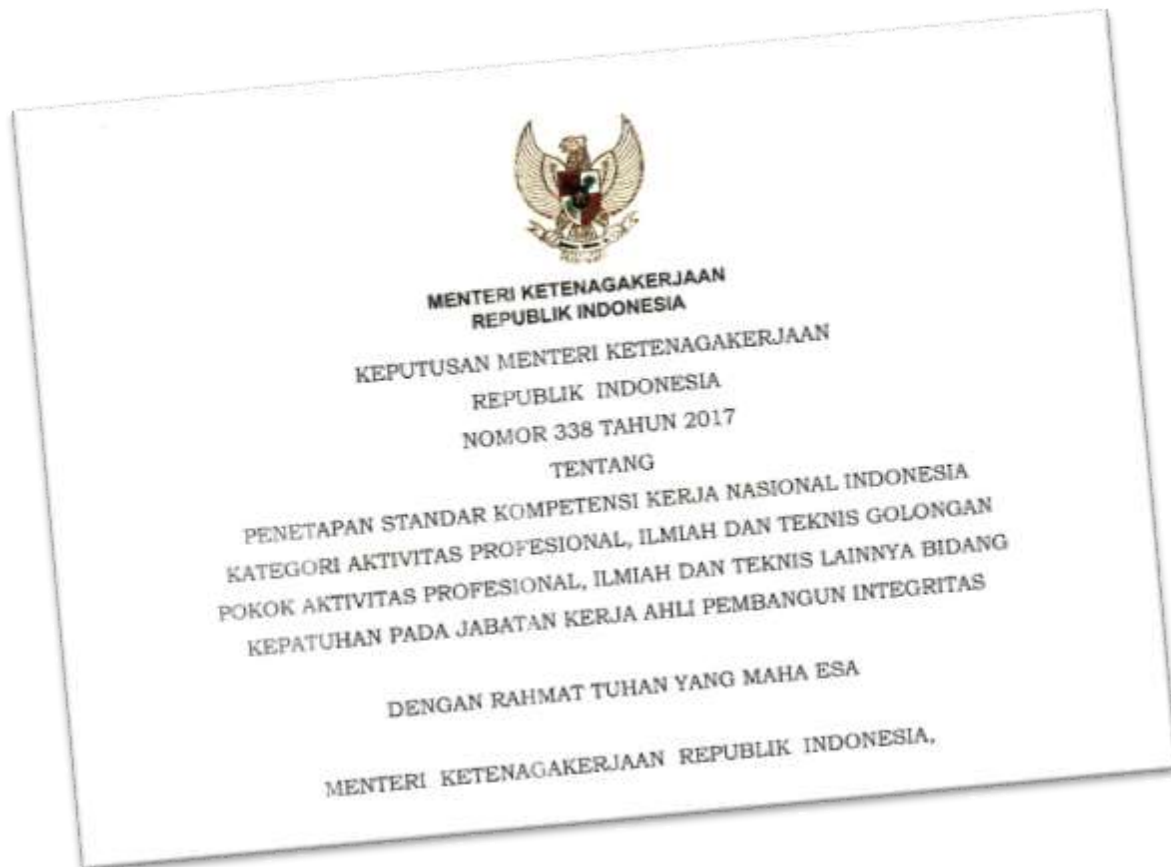 MENTERI KETENAGAKERJAAN
REPUBLIK INDONESIA
KEPUTUSAN MENTERI KETENAGAKERJAAN
REPUBLIK INDONESIA
NOMOR 338 TAHUN 2017
TENTANG
PENETAPAN STANDAR KOMPETENSI KERJA NASIONAL INDONESIA
KATEGORI AKTIVITAS PROFESIONAL, ILMIAH DAN TEKNIS GOLONGAN
POKOK AKTIVITAS PROFESIONAL, ILMIAH DAN TEKNIS LAINNYA BIDANG
KEPATUHAN PADA JABATAN KERJA AHLI PEMBANGUN INTEGRITAS
DENGAN RAHMAT TUHAN YANG MAHA ESA
MENTERI KETENAGAKERJAAN REPUBLIK INDONESIA,